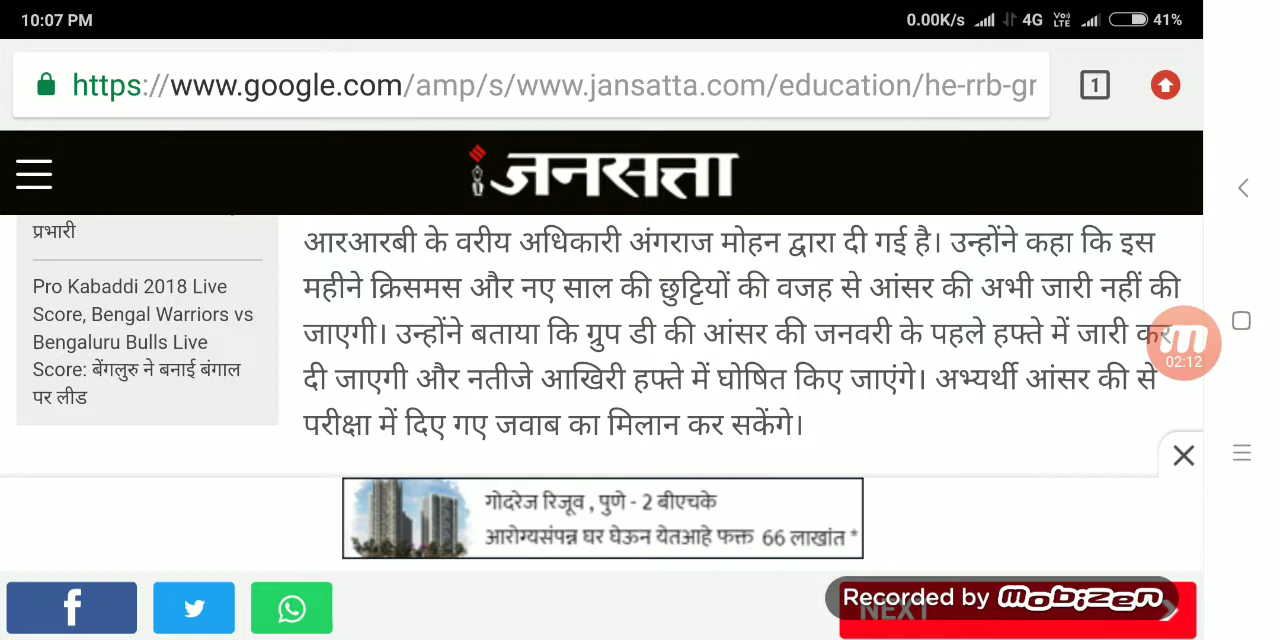 10:07 PM
0.00K/s 4G VoLTE 41%
https://www.google.com/amp/s/www.jansatta.com/education/he-rrb-gr
1
जनसत्ता
प्रभारी
Pro Kabaddi 2018 Live
Score, Bengal Warriors vs
Bengaluru Bulls Live
Score: बेंगलुरु ने बनाई बंगाल
पर लीड
आरआरबी के वरीय अधिकारी अंगराज मोहन द्वारा दी गई है। उन्होंने कहा कि इस
महीने क्रिसमस और नए साल की छुट्टियों की वजह से आंसर की अभी जारी नहीं की
जाएगी। उन्होंने बताया कि ग्रुप डी की आंसर की जनवरी के पहले हफ्ते में जारी कर
दी जाएगी और नतीजे आखिरी हफ्ते में घोषित किए जाएंगे। अभ्यर्थी आंसर की से
परीक्षा में दिए गए जवाब का मिलान कर सकेंगे।
02:12
गोदरेज रिजूव , पुणे - 2 बीएचके
आरोग्यसंपन्न घर घेऊन येतआहे फक्त 66 लाखांत *
NEXT
Recorded by mobizen